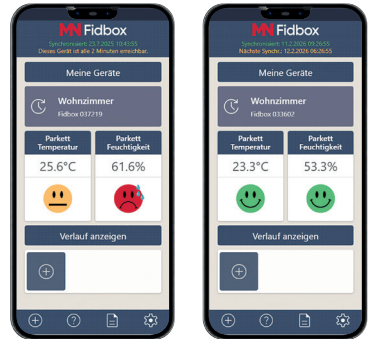 MN Fidbox
Synchronisiert: 23.7.2025 10:43:55
Dieses Gerät ist alle 2 Minuten erreichbar.
Meine Geräte
Wohnzimmer
Fidbox 037219
Parkett Temperatur
Parkett Feuchtigkeit
25.6°C
61.6%
Verlauf anzeigen
MN Fidbox
Synchronisiert: 11.2.2026 09:26:55
Nächste Synchr.: 12.2.2026 06:26:55
Meine Geräte
Wohnzimmer
Fidbox 033602
Parkett Temperatur
Parkett Feuchtigkeit
23.3°C
53.3%
Verlauf anzeigen